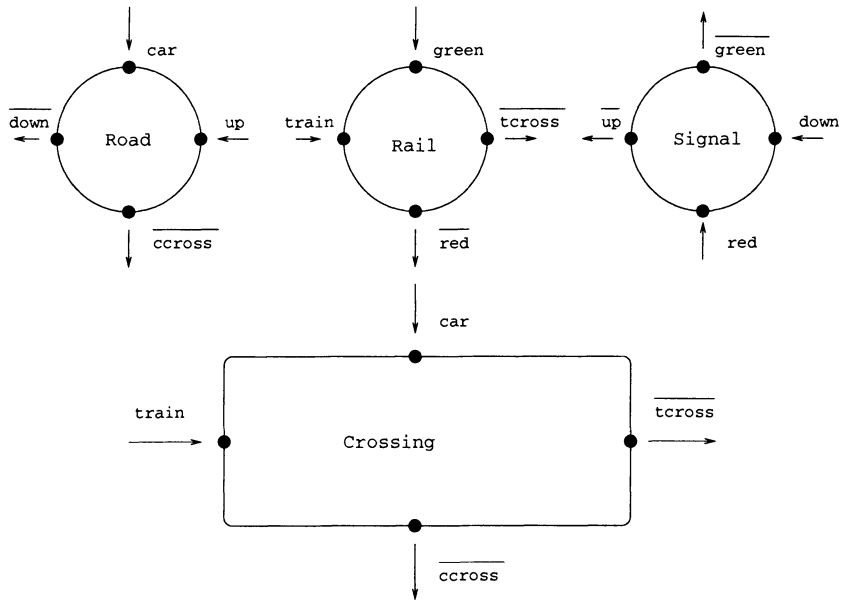 car
green
green
down
up
train
tcross
up
down
Road
Rail
Signal
ccross
red
red
car
train
tcross
Crossing
ccross